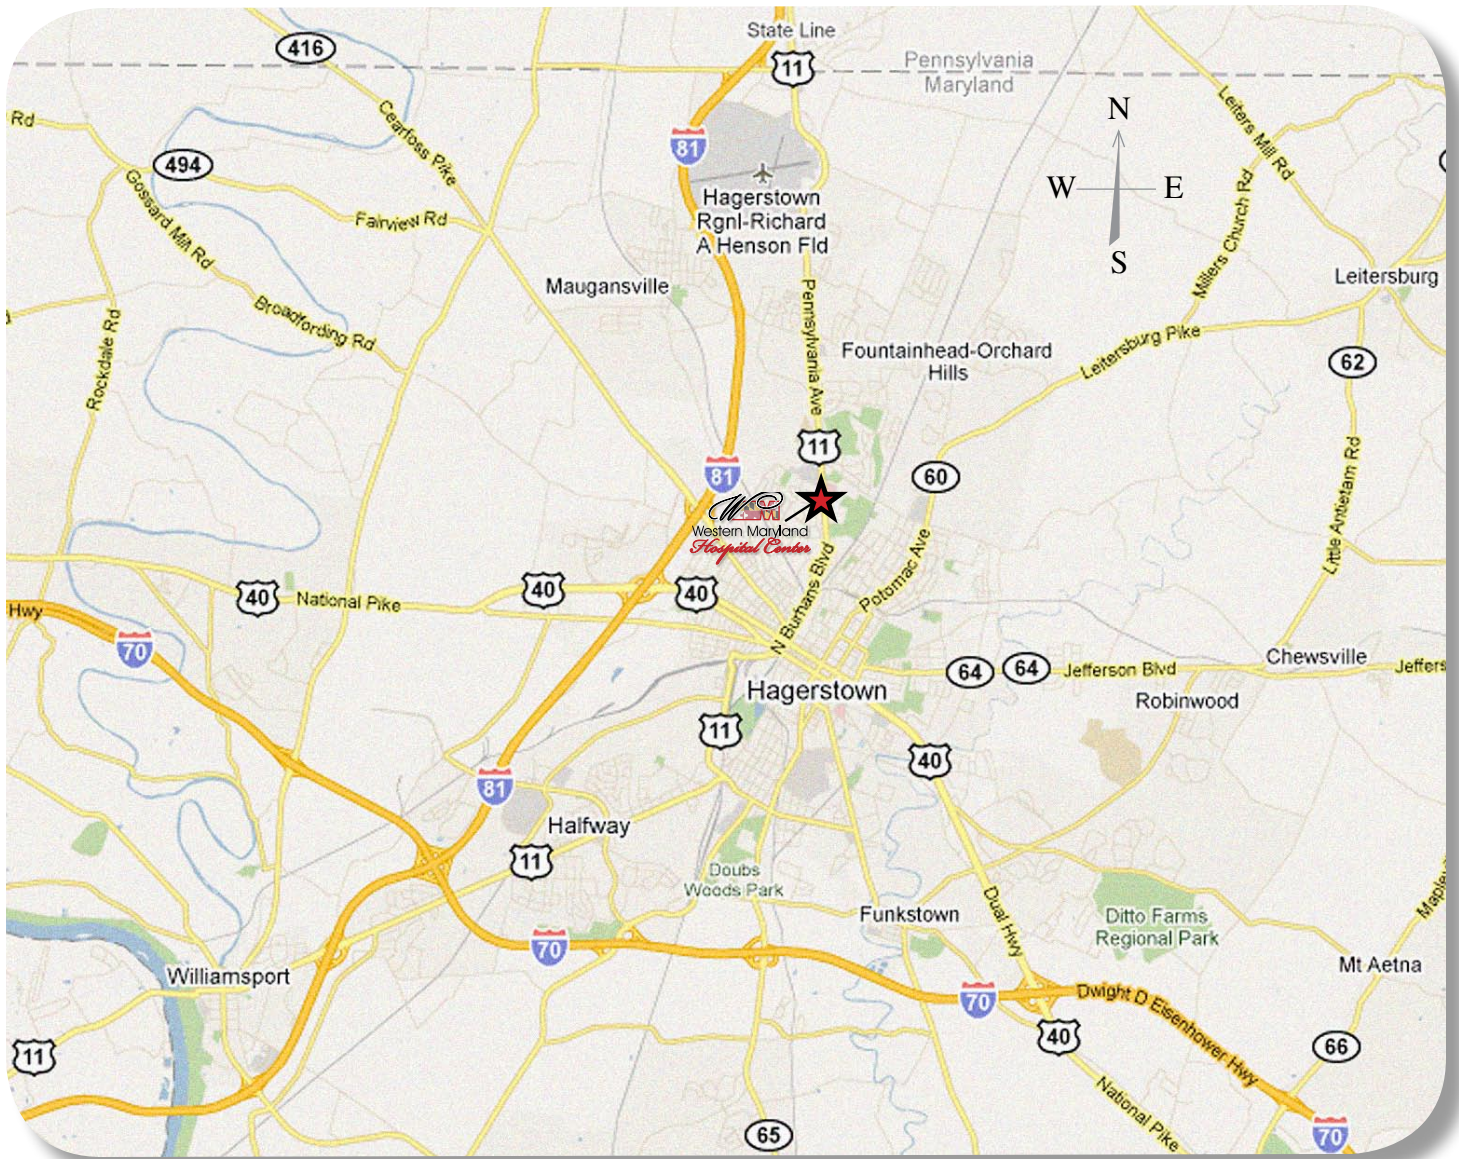 State Line
416
11
Pennsylvania
Maryland
Leiters Mill Rd
N
Rd
Cearfoss Pike
81
494
W
E
Hagerstown
Rgnl-Richard
A Henson Fld
Gossard Mill Rd
Fairview Rd
Millers Church Rd
S
Maugansville
Leitersburg
Broadfording Rd
Pennsylvania Ave
Rockdale Rd
Fountainhead-Orchard
Hills
Leitersburg Pike
62
11
81
60
Western Maryland
Hospital Center
Little Antietam Rd
40
National Pike
40
40
N Burhans Blvd
Potomac Ave
Hwy
70
64
64
Jefferson Blvd
Chewsville
Jeffers
Hagerstown
Robinwood
11
40
81
Halfway
11
Doubs
Woods Park
Funkstown
Dual Hwy
Ditto Farms
Regional Park
Maple
70
Williamsport
Mt Aetna
70
Dwight D Eisenhower Hwy
11
40
66
National Pike
65
70